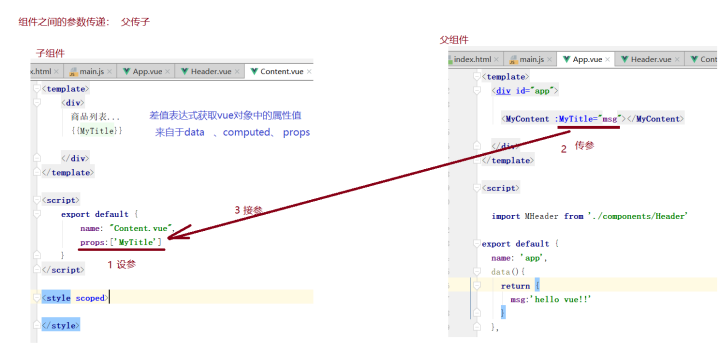 组件之间的参数传递： 父传子
子组件
x.html × main.js × App.vue × Header.vue × Content.vue ×
<template>
<div>
商品列表...
{{MyTitle}}
</div>
</template>
<script>
export default {
name: "Content.vue",
props:['MyTitle']
}
</script>
<style scoped>
</style>
差值表达式获取vue对象中的属性值
来自于data 、computed、 props
1 设参
3 接参
2 传参
父组件
index.html × main.js × App.vue × Header.vue × Cont
<template>
<div id="app">
<MyContent :MyTitle="msg"></MyContent>
</div>
</template>
<script>
import MHeader from './components/Header'
export default {
name: 'app',
data(){
return {
msg:'hello vue!!'
}
},